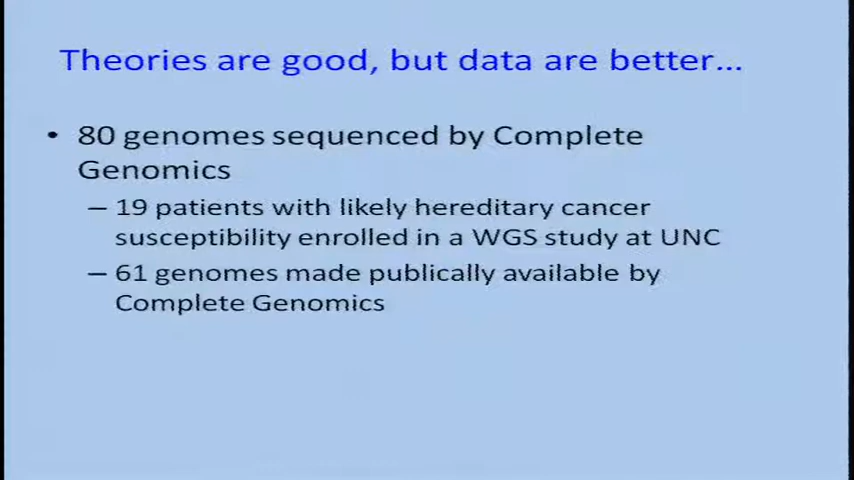 Theories are good, but data are better...
• 80 genomes sequenced by Complete
Genomics
– 19 patients with likely hereditary cancer
susceptibility enrolled in a WGS study at UNC
– 61 genomes made publically available by
Complete Genomics